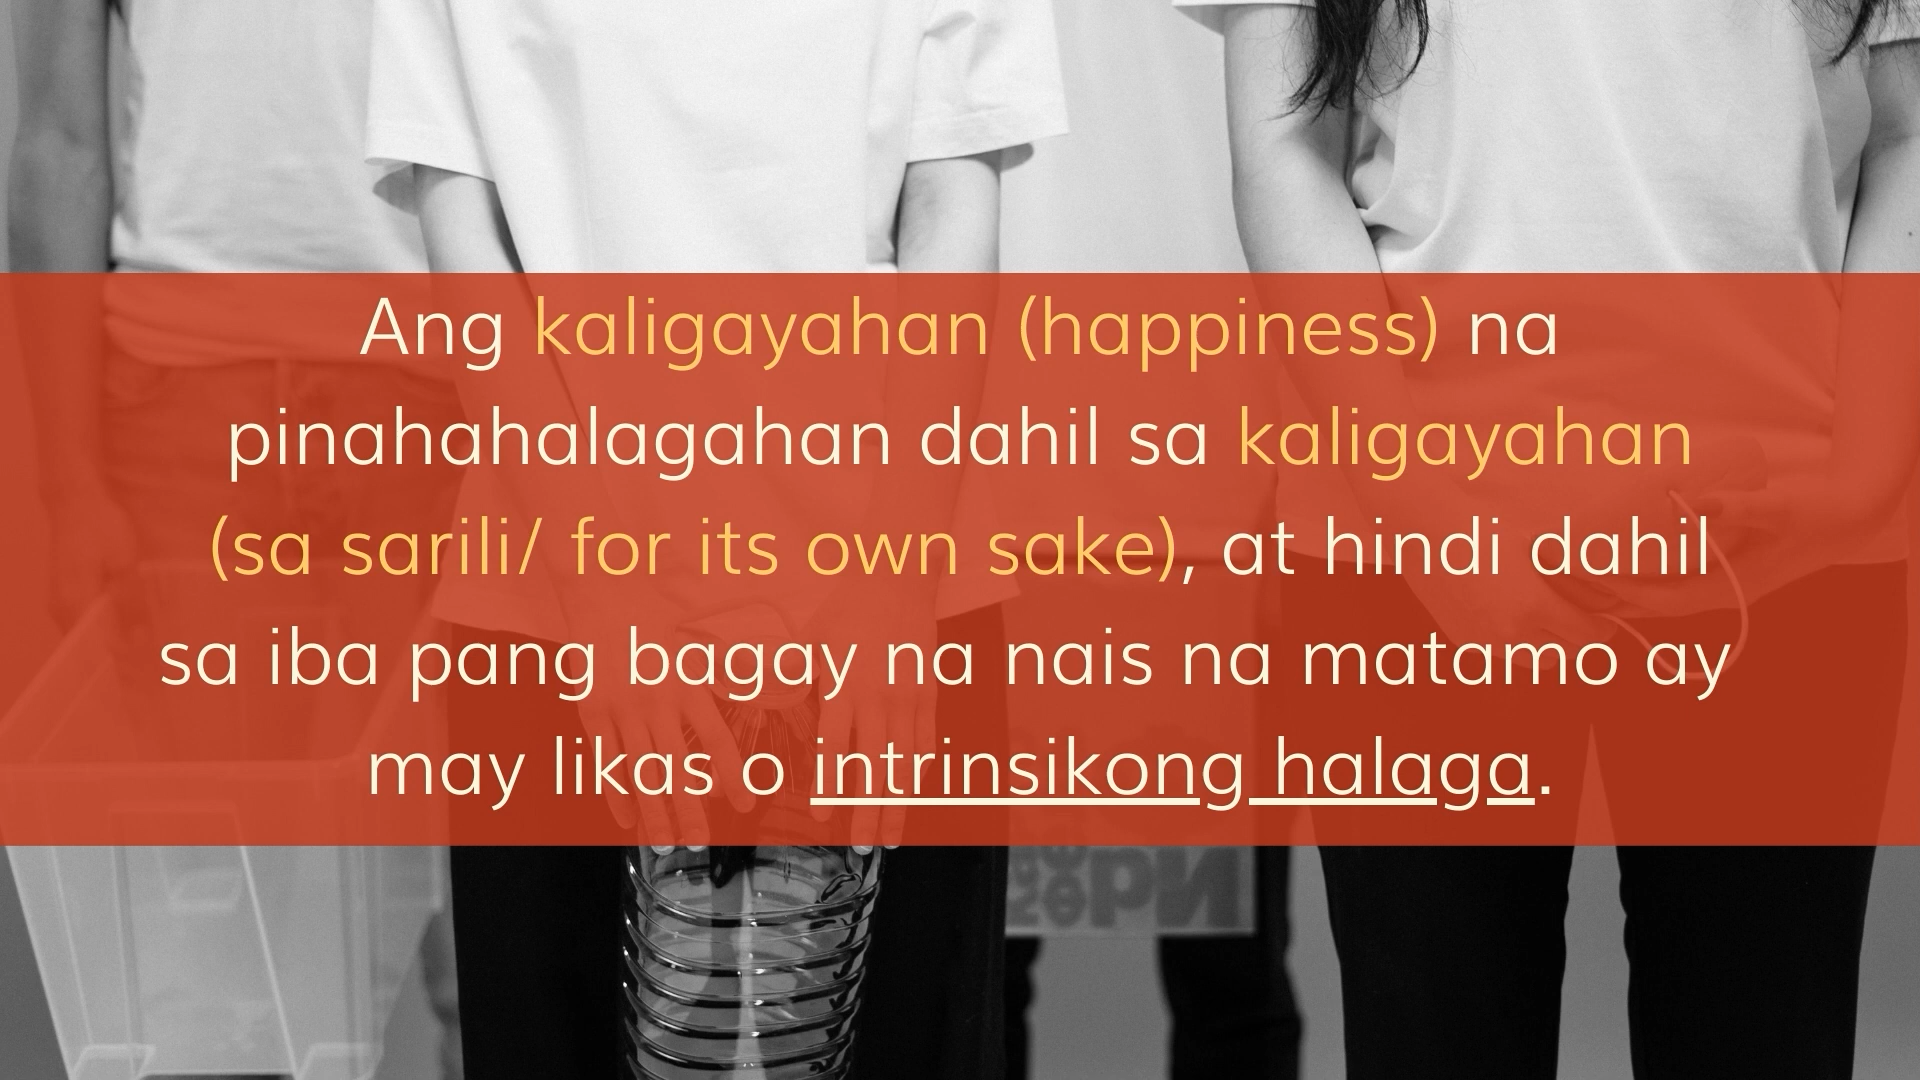 Ang kaligayahan (happiness) na
pinahahalagahan dahil sa kaligayahan
(sa sarili/ for its own sake), at hindi dahil
sa iba pang bagay na nais na matamo ay
may likas o intrinsikong halaga.